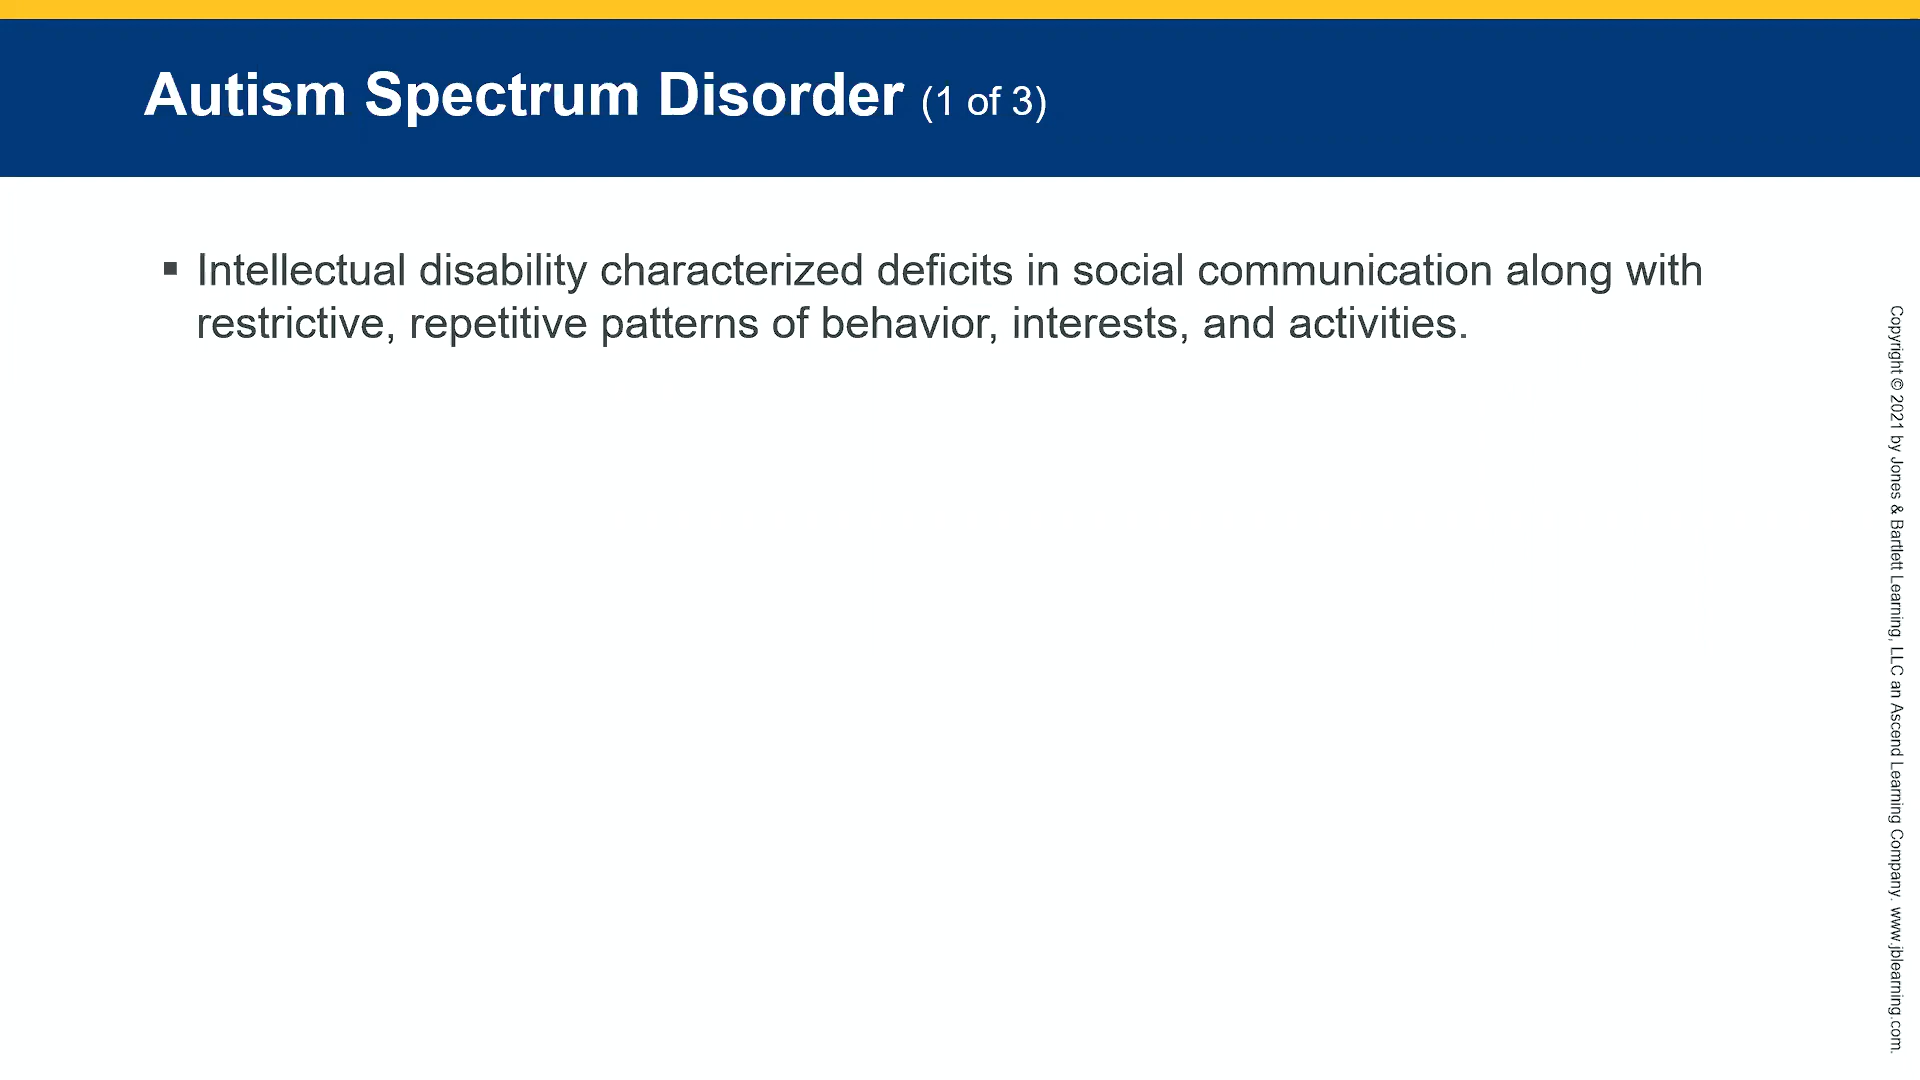 Autism Spectrum Disorder (1 of 3)
▪ Intellectual disability characterized deficits in social communication along with
restrictive, repetitive patterns of behavior, interests, and activities.
Copyright © 2021 by Jones & Bartlett Learning, LLC an Ascend Learning Company. www.jblearning.com.